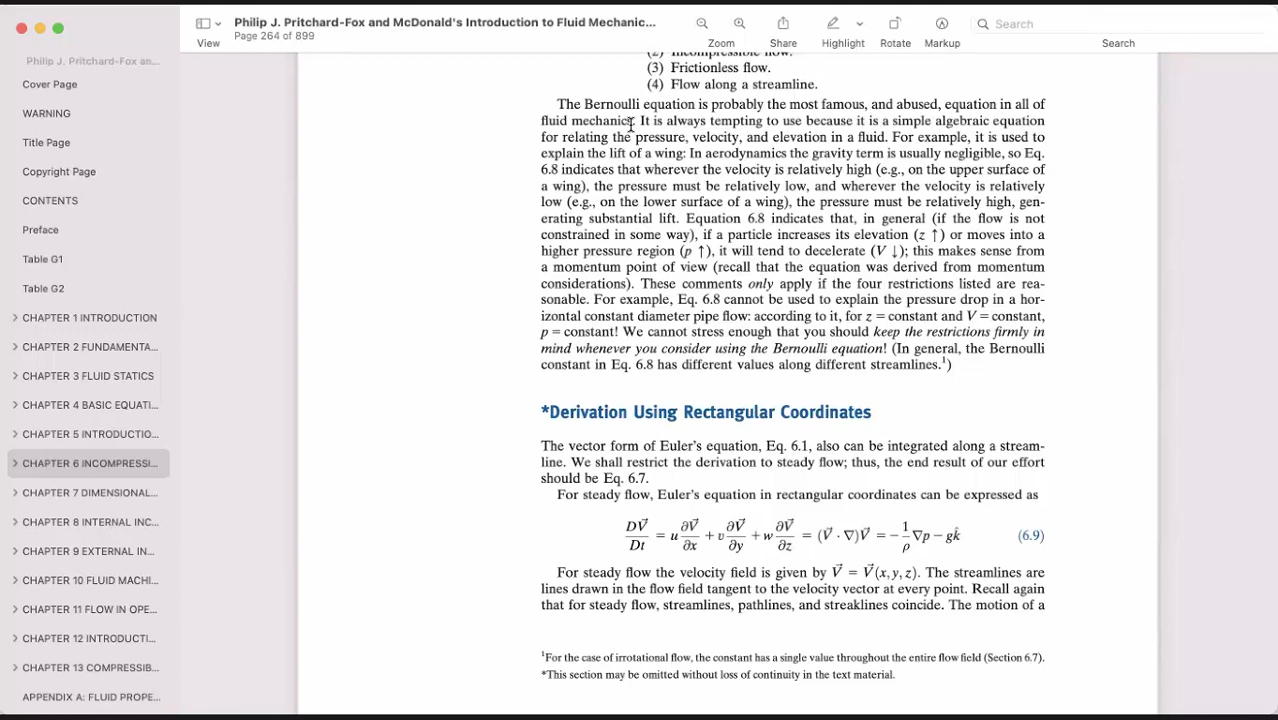 Philip J. Pritchard-Fox and McDonald's Introduction to Fluid Mechanic...
Page 264 of 899
View
Zoom
Share
Highlight
Rotate
Markup
Search
Search
Philip J. Pritchard-Fox an...
Cover Page
WARNING
Title Page
Copyright Page
CONTENTS
Preface
Table G1
Table G2
CHAPTER 1 INTRODUCTION
CHAPTER 2 FUNDAMENTA...
CHAPTER 3 FLUID STATICS
CHAPTER 4 BASIC EQUATI...
CHAPTER 5 INTRODUCTIO...
CHAPTER 6 INCOMPRESSI...
CHAPTER 7 DIMENSIONAL...
CHAPTER 8 INTERNAL INC...
CHAPTER 9 EXTERNAL IN...
CHAPTER 10 FLUID MACHI...
CHAPTER 11 FLOW IN OPE...
CHAPTER 12 INTRODUCTI...
CHAPTER 13 COMPRESSIB...
APPENDIX A: FLUID PROPE...
(2) Incompressible flow.
(3) Frictionless flow.
(4) Flow along a streamline.
The Bernoulli equation is probably the most famous, and abused, equation in all of
fluid mechanics. It is always tempting to use because it is a simple algebraic equation
for relating the pressure, velocity, and elevation in a fluid. For example, it is used to
explain the lift of a wing: In aerodynamics the gravity term is usually negligible, so Eq.
6.8 indicates that wherever the velocity is relatively high (e.g., on the upper surface of
a wing), the pressure must be relatively low, and wherever the velocity is relatively
low (e.g., on the lower surface of a wing), the pressure must be relatively high, gen-
erating substantial lift. Equation 6.8 indicates that, in general (if the flow is not
constrained in some way), if a particle increases its elevation (z ↑) or moves into a
higher pressure region (p ↑), it will tend to decelerate (V ↓); this makes sense from
a momentum point of view (recall that the equation was derived from momentum
considerations). These comments only apply if the four restrictions listed are rea-
sonable. For example, Eq. 6.8 cannot be used to explain the pressure drop in a hor-
izontal constant diameter pipe flow: according to it, for z = constant and V = constant,
p = constant! We cannot stress enough that you should keep the restrictions firmly in
mind whenever you consider using the Bernoulli equation! (In general, the Bernoulli
constant in Eq. 6.8 has different values along different streamlines.¹)
*Derivation Using Rectangular Coordinates
The vector form of Euler's equation, Eq. 6.1, also can be integrated along a stream-
line. We shall restrict the derivation to steady flow; thus, the end result of our effort
should be Eq. 6.7.
For steady flow, Euler's equation in rectangular coordinates can be expressed as
DV⃗/Dt = u ∂V⃗/∂x + v ∂V⃗/∂y + w ∂V⃗/∂z = (V⃗ · ∇)V⃗ = − 1/ρ ∇p − gk̂ (6.9)
For steady flow the velocity field is given by V⃗ = V⃗(x, y, z). The streamlines are
lines drawn in the flow field tangent to the velocity vector at every point. Recall again
that for steady flow, streamlines, pathlines, and streaklines coincide. The motion of a
¹For the case of irrotational flow, the constant has a single value throughout the entire flow field (Section 6.7).
*This section may be omitted without loss of continuity in the text material.